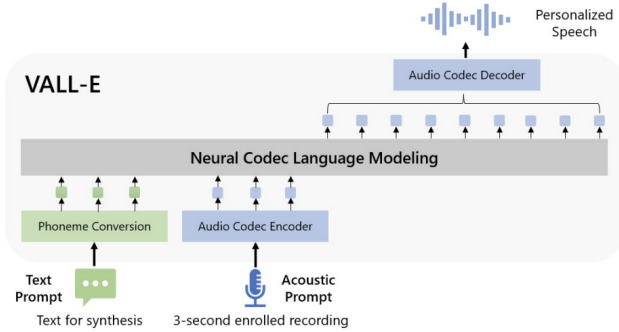 Personalized
Speech
Audio Codec Decoder
VALL-E
Neural Codec Language Modeling
Phoneme Conversion
Audio Codec Encoder
Text
Prompt
Acoustic
Prompt
Text for synthesis
3-second enrolled recording